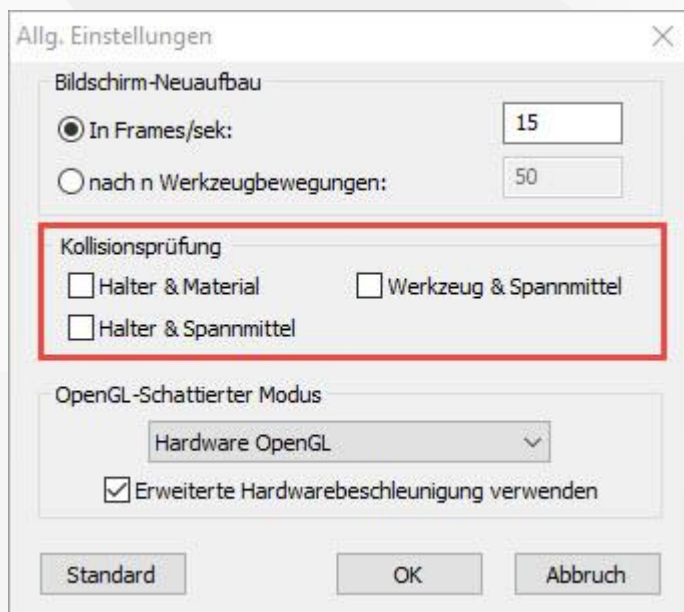 Allg. Einstellungen
Bildschirm-Neuaufbau
In Frames/sek: 15
nach n Werkzeugbewegungen: 50
Kollisionsprüfung
Halter & Material Werkzeug & Spannmittel
Halter & Spannmittel
OpenGL-Schattierter Modus
Hardware OpenGL
Erweiterte Hardwarebeschleunigung verwenden
Standard OK Abbruch